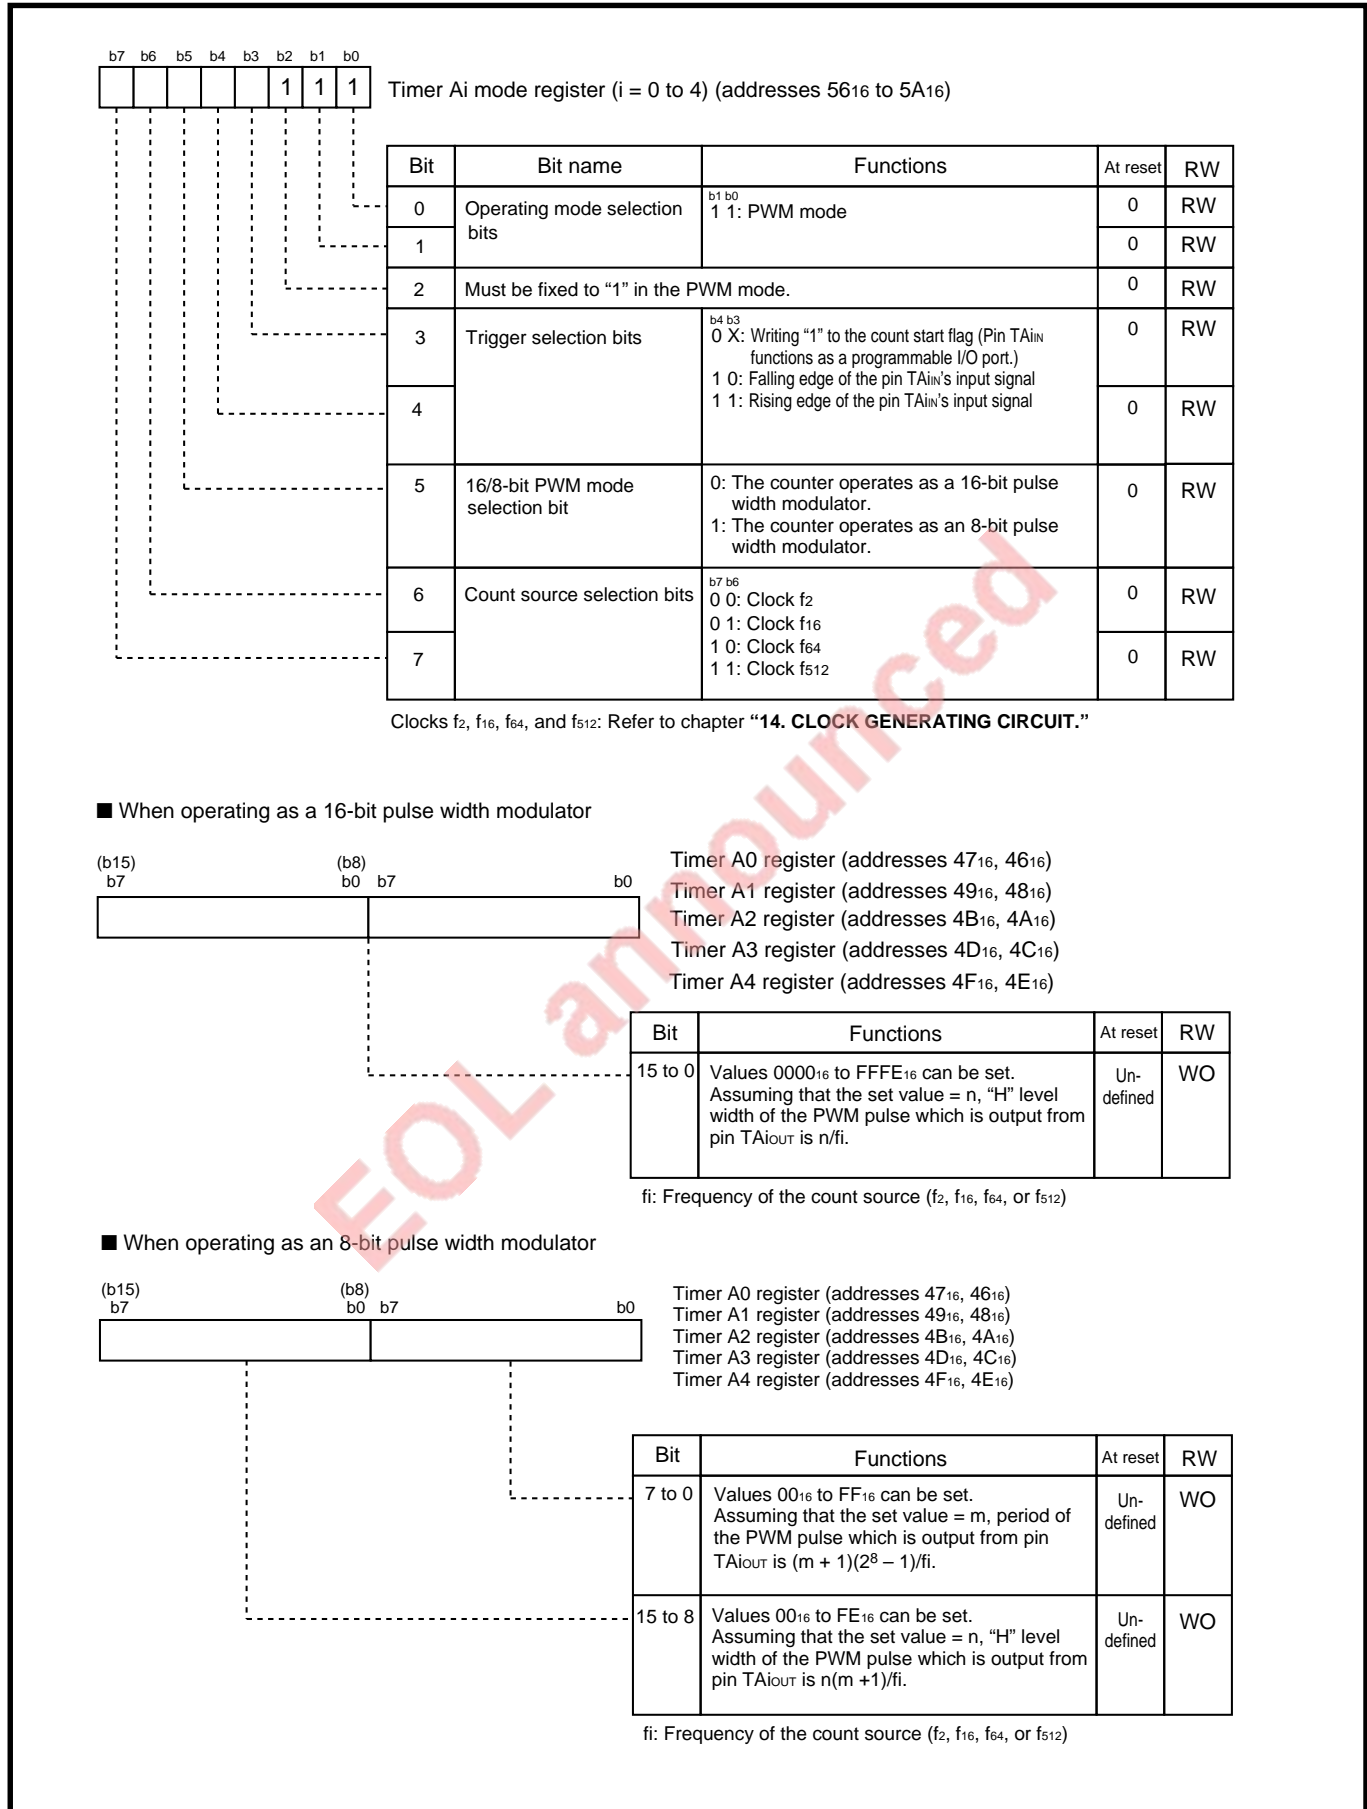 b7 b6 b5 b4 b3 b2 b1 b0
1 1 1
Timer Ai mode register (i = 0 to 4) (addresses 5616 to 5A16)
Bit Bit name Functions At reset RW
0 Operating mode selection bits
b1 b0
1 1: PWM mode
0 RW
1 0 RW
2 Must be fixed to “1” in the PWM mode. 0 RW
3 Trigger selection bits
b4 b3
0 X: Writing “1” to the count start flag (Pin TAiIN
functions as a programmable I/O port.)
1 0: Falling edge of the pin TAiIN’s input signal
1 1: Rising edge of the pin TAiIN’s input signal
0 RW
4 0 RW
5 16/8-bit PWM mode
selection bit
0: The counter operates as a 16-bit pulse
width modulator.
1: The counter operates as an 8-bit pulse
width modulator.
0 RW
6 Count source selection bits
b7 b6
0 0: Clock f2
0 1: Clock f16
1 0: Clock f64
1 1: Clock f512
0 RW
7 0 RW
Clocks f2, f16, f64, and f512: Refer to chapter “14. CLOCK GENERATING CIRCUIT.”
■ When operating as a 16-bit pulse width modulator
(b15) (b8)
b7 b0 b7 b0
Timer A0 register (addresses 4716, 4616)
Timer A1 register (addresses 4916, 4816)
Timer A2 register (addresses 4B16, 4A16)
Timer A3 register (addresses 4D16, 4C16)
Timer A4 register (addresses 4F16, 4E16)
Bit Functions At reset RW
15 to 0 Values 000016 to FFFE16 can be set.
Assuming that the set value = n, “H” level
width of the PWM pulse which is output from
pin TAiOUT is n/fi.
Un-
defined
WO
fi: Frequency of the count source (f2, f16, f64, or f512)
■ When operating as an 8-bit pulse width modulator
(b15) (b8)
b7 b0 b7 b0
Timer A0 register (addresses 4716, 4616)
Timer A1 register (addresses 4916, 4816)
Timer A2 register (addresses 4B16, 4A16)
Timer A3 register (addresses 4D16, 4C16)
Timer A4 register (addresses 4F16, 4E16)
Bit Functions At reset RW
7 to 0 Values 0016 to FF16 can be set.
Assuming that the set value = m, period of
the PWM pulse which is output from pin
TAiOUT is (m + 1)(2⁸ – 1)/fi.
Un-
defined
WO
15 to 8 Values 0016 to FE16 can be set.
Assuming that the set value = n, “H” level
width of the PWM pulse which is output from
pin TAiOUT is n(m +1)/fi.
Un-
defined
WO
fi: Frequency of the count source (f2, f16, f64, or f512)
EOL announced